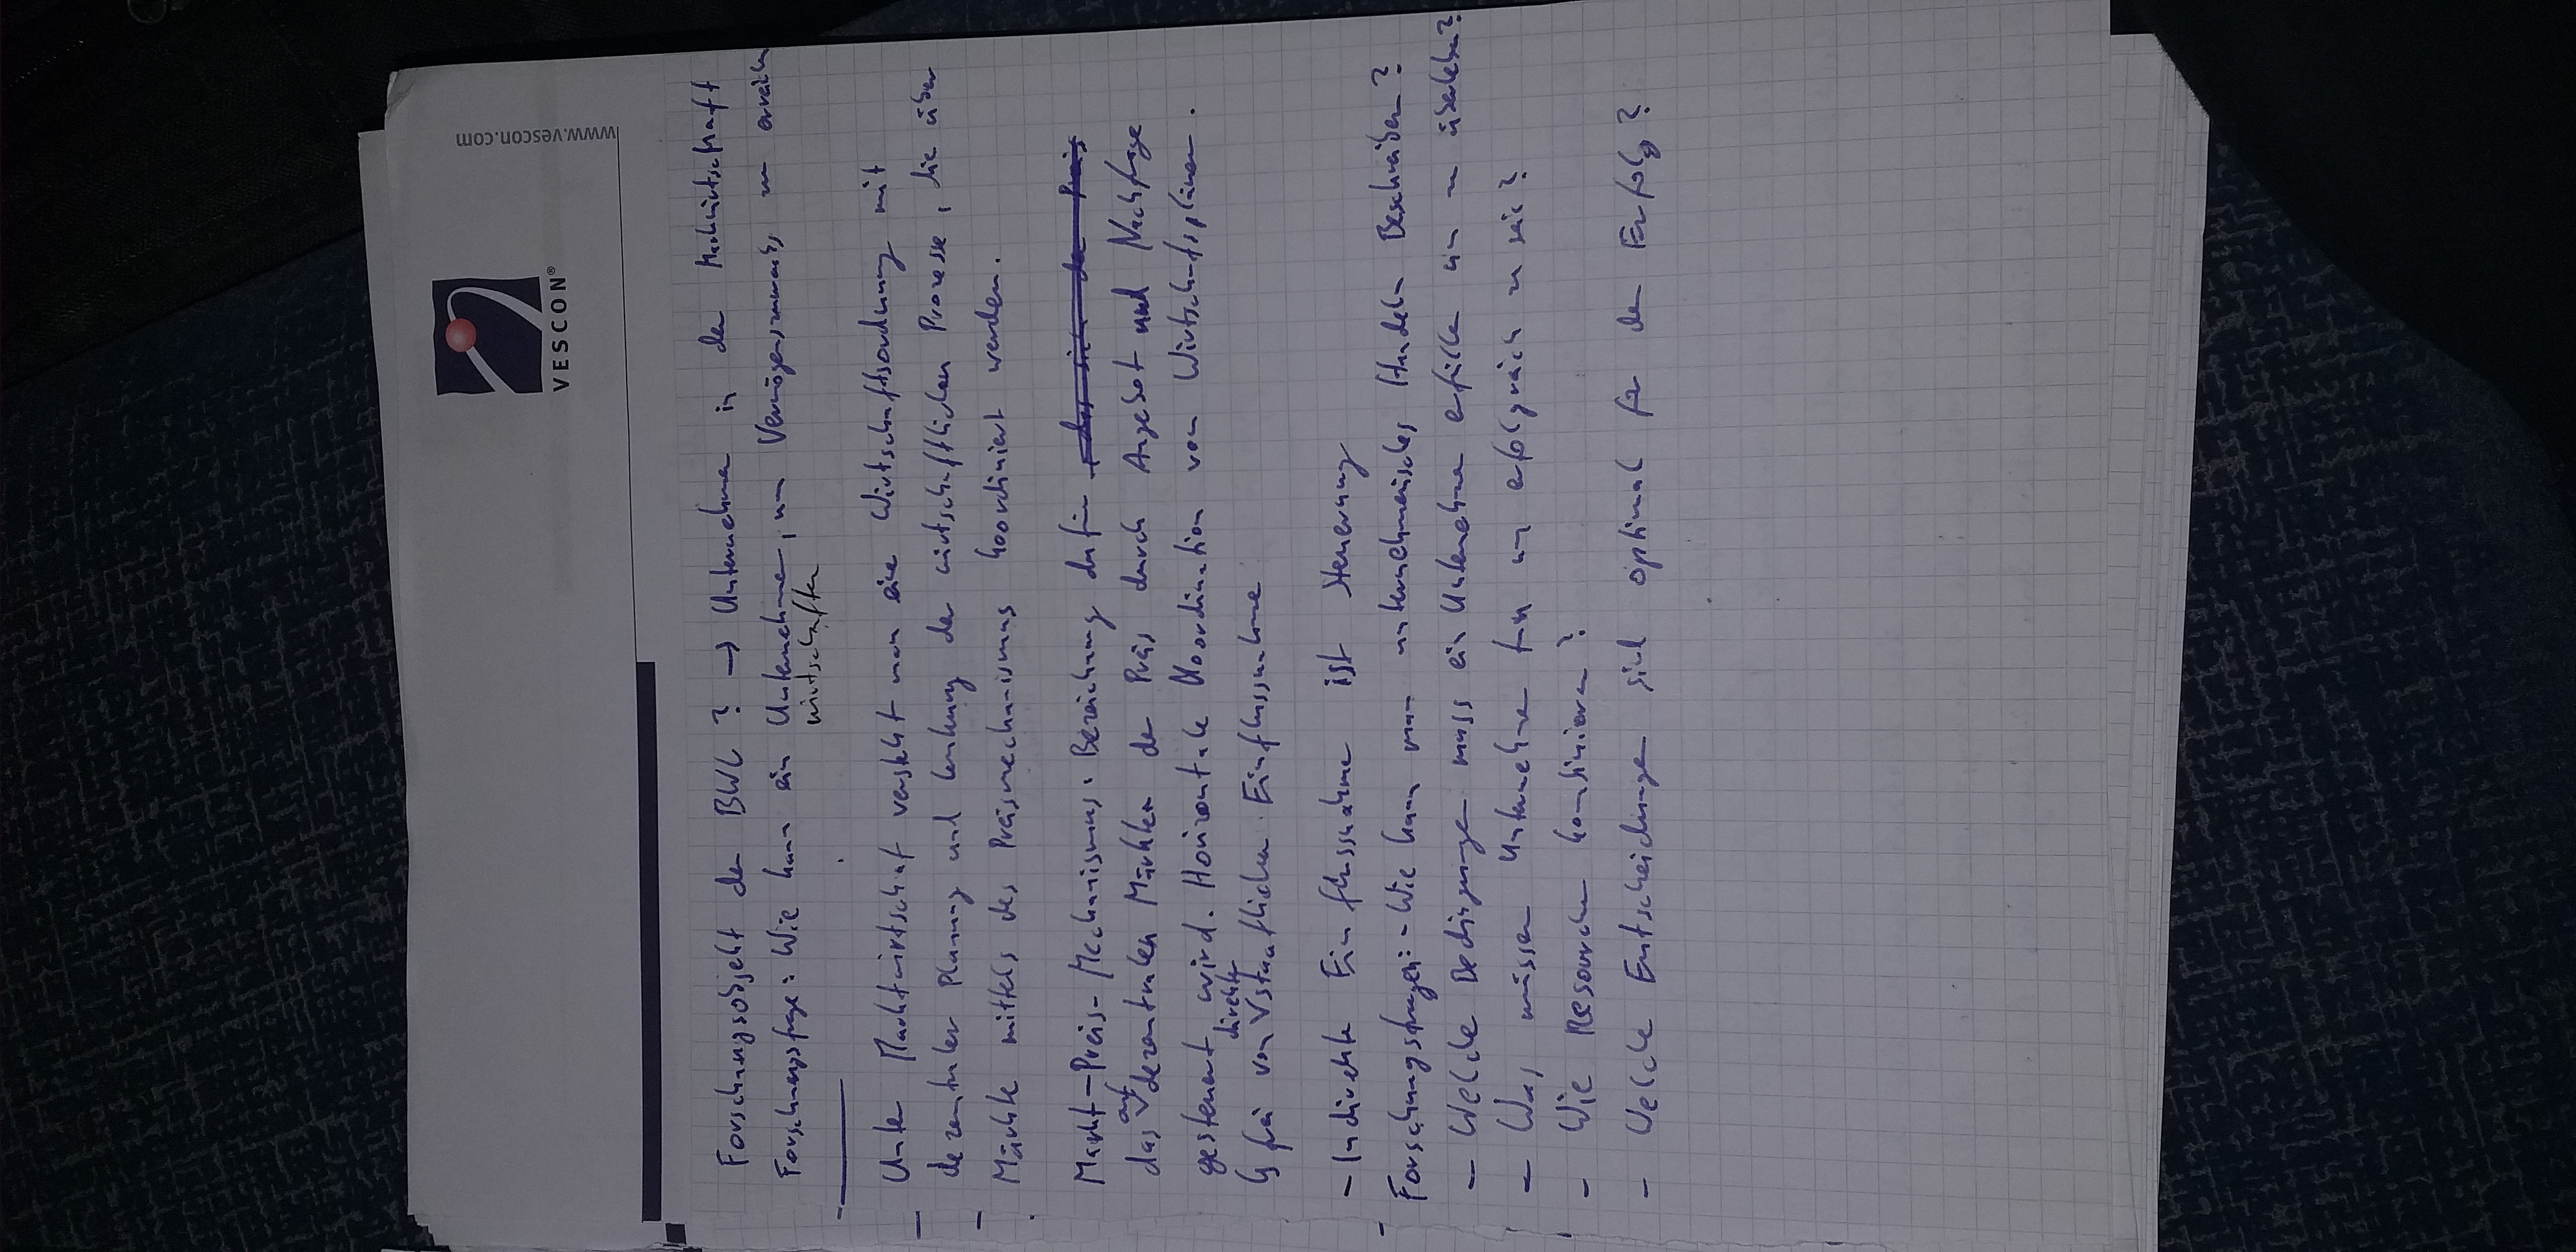 VESCON®
www.vescon.com
Forschungsobjekt der BWL ? → Unternehmen in der Marktwirtschaft
Forschungsfrage: Wie kann ein Unternehmen, um Vermögenszuwachs zu erreichen
wirtschaften
Unter Marktwirtschaft versteht man eine Wirtschaftsordnung mit
dezentraler Planung und Lenkung der wirtschaftlichen Prozesse, die über
Märkte mittels des Preismechanismus koordiniert werden.
Markt-Preis-Mechanismus: Bezeichnung dafür , das sich der Preis
das auf dezentralen Märkten der Preis durch Angebot und Nachfrage
gesteuert wird. Horizontale Koordination von Wirtschaftsplänen.
↳ frei von direkter staatlicher Einflussnahme
- Indirekte Einflussnahme ist Steuerung
Forschungsfragen: - Wie kann man unternehmerisches Handeln Beschreiben?
- Welche Bedingungen muss ein Unternehmen erfüllen um zu überleben?
- Was müssen Unternehmen tun um erfolgreich zu sein?
- Wie Resourcen kombinieren?
- Welche Entscheidungen sind optimal für den Erfolg?